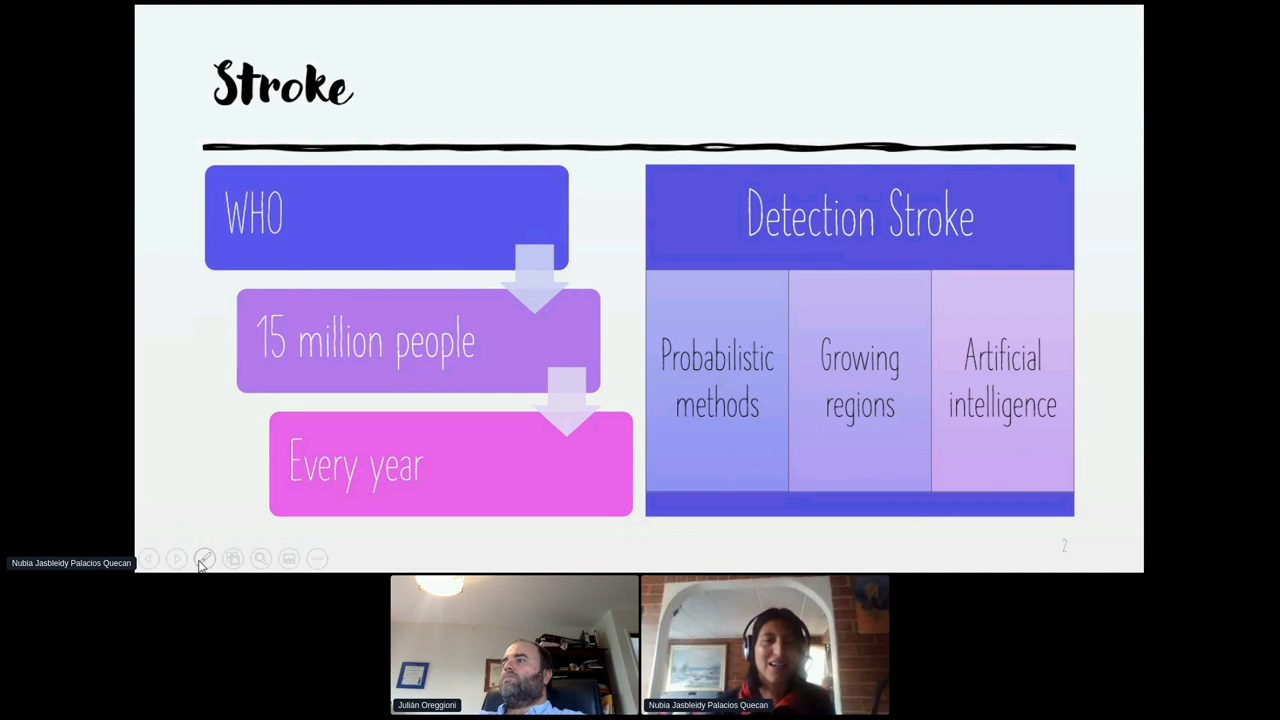 Stroke
WHO
15 million people
Every year
Detection Stroke
Probabilistic
methods
Growing
regions
Artificial
intelligence
2
Nubia Jasbleidy Palacios Quecan
Julián Oreggioni
Nubia Jasbleidy Palacios Quecan